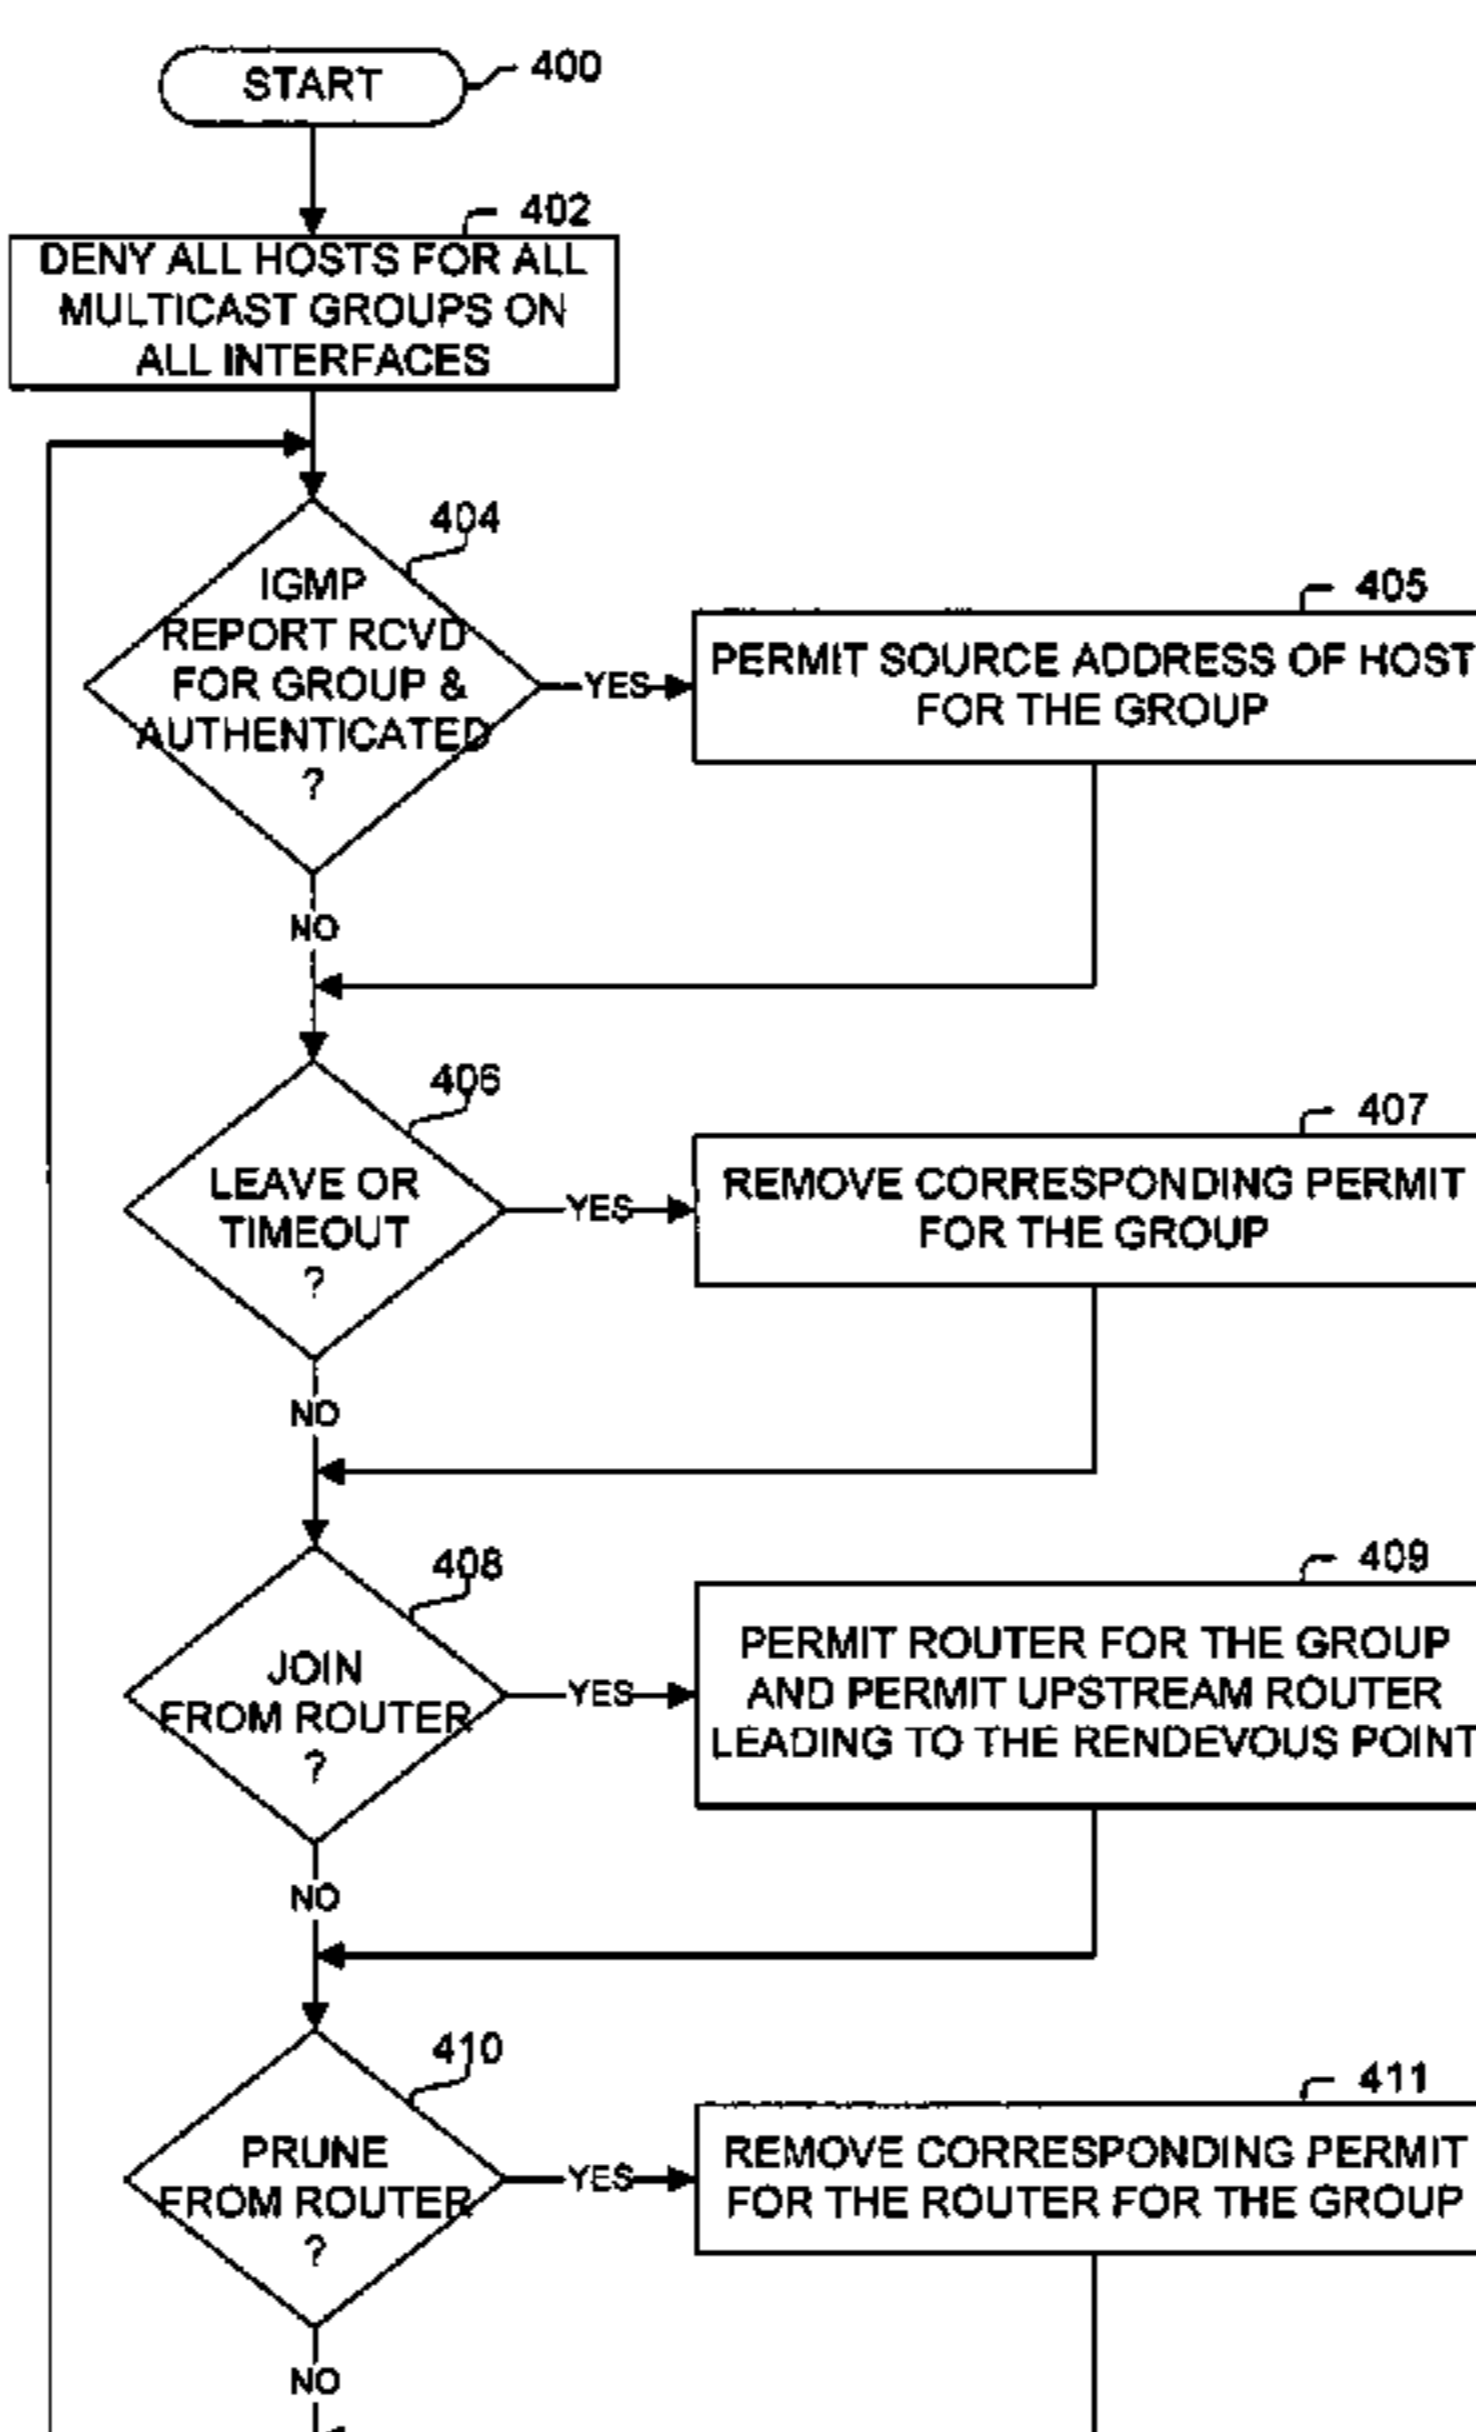 START
400
402
DENY ALL HOSTS FOR ALL
MULTICAST GROUPS ON
ALL INTERFACES
404
IGMP
REPORT RCVD
FOR GROUP &
AUTHENTICATED
?
YES
405
PERMIT SOURCE ADDRESS OF HOST
FOR THE GROUP
NO
406
LEAVE OR
TIMEOUT
?
YES
407
REMOVE CORRESPONDING PERMIT
FOR THE GROUP
NO
408
JOIN
FROM ROUTER
?
YES
409
PERMIT ROUTER FOR THE GROUP
AND PERMIT UPSTREAM ROUTER
LEADING TO THE RENDEVOUS POINT
NO
410
PRUNE
FROM ROUTER
?
YES
411
REMOVE CORRESPONDING PERMIT
FOR THE ROUTER FOR THE GROUP
NO